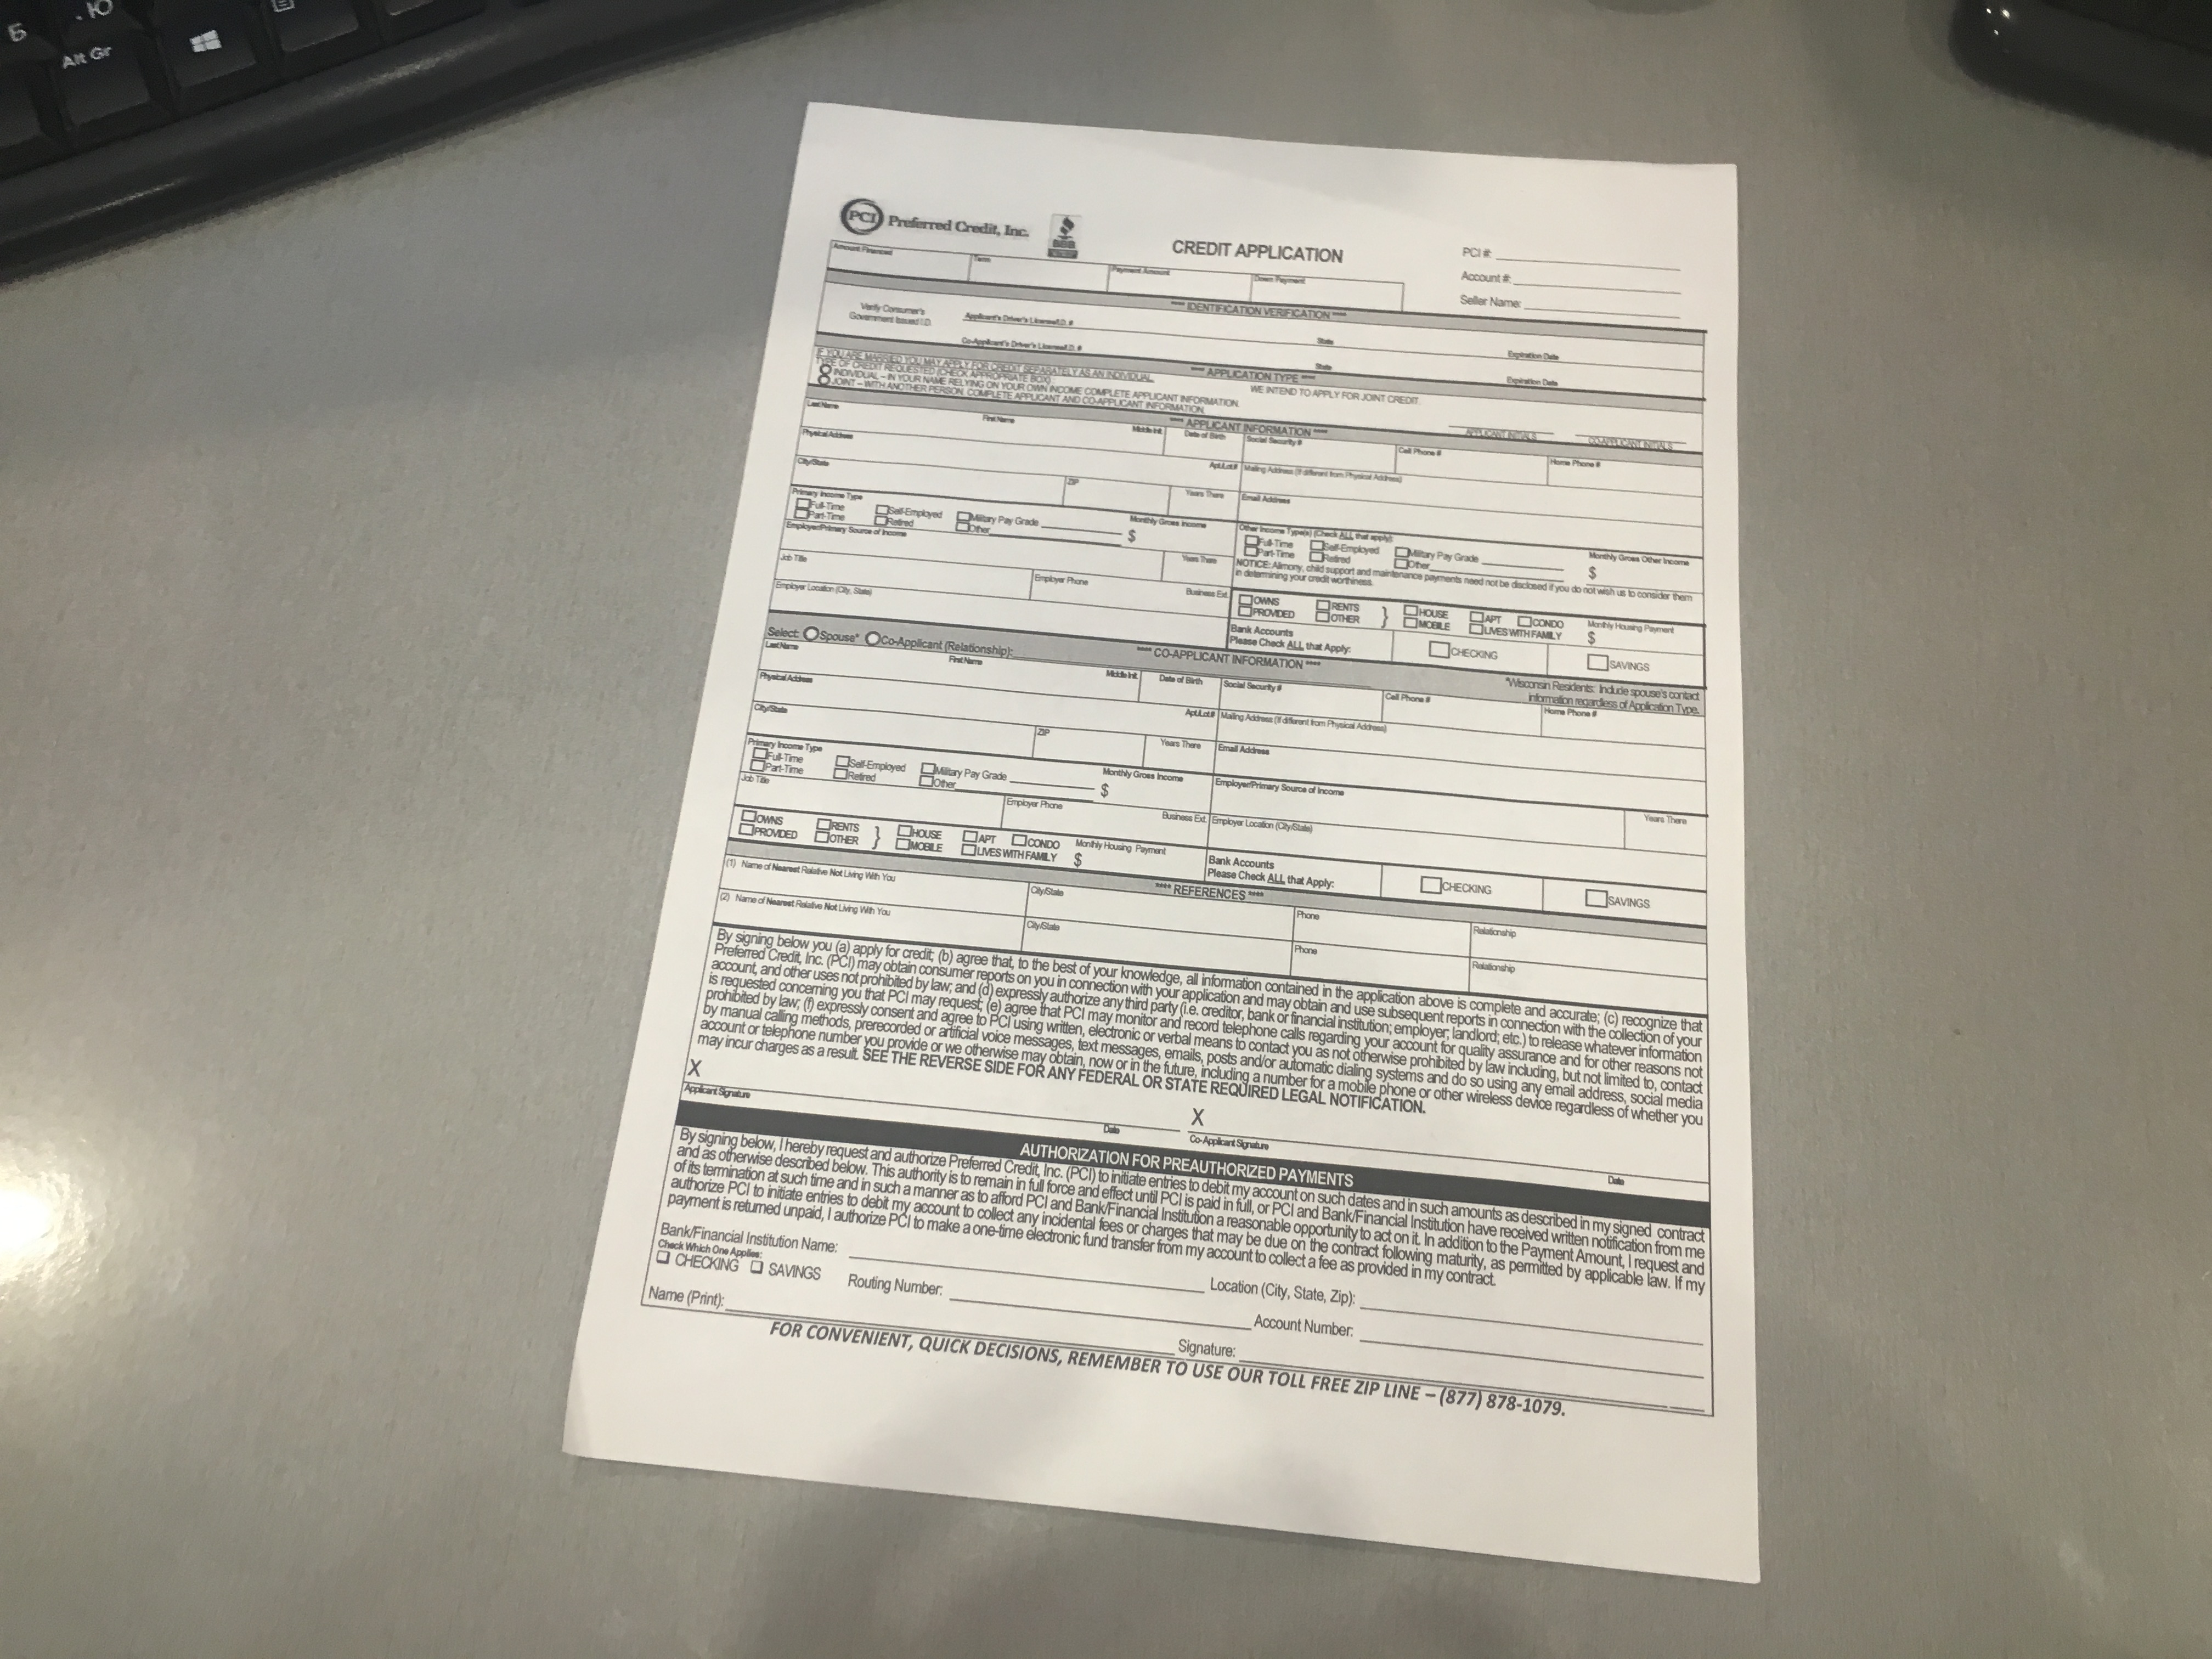 Б
.Ю
Alt Gr
PCI Preferred Credit, Inc.
BBB
CREDIT APPLICATION
PCI #:
Account #:
Seller Name:
Amount Financed
Term
Payment Amount
Down Payment
**** IDENTIFICATION VERIFICATION ****
Verify Consumer's
Government Issued I.D.
Applicant's Driver's License/I.D. #
State
Expiration Date
Co-Applicant's Driver's License/I.D. #
State
Expiration Date
**** APPLICATION TYPE ****
IF YOU ARE MARRIED YOU MAY APPLY FOR CREDIT SEPARATELY AS AN INDIVIDUAL.
TYPE OF CREDIT REQUESTED (CHECK APPROPRIATE BOX)
INDIVIDUAL – IN YOUR NAME RELYING ON YOUR OWN INCOME COMPLETE APPLICANT INFORMATION.
JOINT – WITH ANOTHER PERSON. COMPLETE APPLICANT AND CO-APPLICANT INFORMATION.
WE INTEND TO APPLY FOR JOINT CREDIT.
APPLICANT INITIALS
CO-APPLICANT INITIALS
**** APPLICANT INFORMATION ****
Last Name
First Name
Middle Init.
Date of Birth
Social Security #
Cell Phone #
Home Phone #
Physical Address
Apt/Lot#
Mailing Address (If different from Physical Address)
City/State
ZIP
Years There
Email Address
Primary Income Type
Full-Time
Self-Employed
Military Pay Grade
Part-Time
Retired
Other
Monthly Gross Income
$
Other Income Type(s) (Check ALL that apply):
Full-Time
Self-Employed
Military Pay Grade
Part-Time
Retired
Other
Monthly Gross Other Income
$
Employer/Primary Source of Income
Years There
NOTICE: Alimony, child support and maintenance payments need not be disclosed if you do not wish us to consider them
in determining your credit worthiness.
Job Title
Employer Phone
Business Ext.
OWNS
RENTS
HOUSE
APT
CONDO
PROVIDED
OTHER
}
MOBILE
LIVES WITH FAMILY
Monthly Housing Payment
$
Employer Location (City, State)
Bank Accounts
Please Check ALL that Apply:
CHECKING
SAVINGS
Select: Spouse* Co-Applicant (Relationship):
**** CO-APPLICANT INFORMATION ****
*Wisconsin Residents: Include spouse's contact
information regardless of Application Type.
Last Name
First Name
Middle Init.
Date of Birth
Social Security #
Cell Phone #
Home Phone #
Physical Address
Apt/Lot#
Mailing Address (If different from Physical Address)
City/State
ZIP
Years There
Email Address
Primary Income Type
Full-Time
Self-Employed
Military Pay Grade
Part-Time
Retired
Other
Monthly Gross Income
$
Employer/Primary Source of Income
Years There
Job Title
Employer Phone
Business Ext.
Employer Location (City/State)
OWNS
RENTS
HOUSE
APT
CONDO
PROVIDED
OTHER
}
MOBILE
LIVES WITH FAMILY
Monthly Housing Payment
$
Bank Accounts
Please Check ALL that Apply:
CHECKING
SAVINGS
**** REFERENCES ****
(1) Name of Nearest Relative Not Living With You
City/State
Phone
Relationship
(2) Name of Nearest Relative Not Living With You
City/State
Phone
Relationship
By signing below you (a) apply for credit; (b) agree that, to the best of your knowledge, all information contained in the application above is complete and accurate; (c) recognize that
Preferred Credit, Inc. (PCI) may obtain consumer reports on you in connection with your application and may obtain and use subsequent reports in connection with the collection of your
account, and other uses not prohibited by law; and (d) expressly authorize any third party (i.e. creditor, bank or financial institution; employer; landlord; etc.) to release whatever information
is requested concerning you that PCI may request; (e) agree that PCI may monitor and record telephone calls regarding your account for quality assurance and for other reasons not
prohibited by law; (f) expressly consent and agree to PCI using written, electronic or verbal means to contact you as not otherwise prohibited by law including, but not limited to, contact
by manual calling methods, prerecorded or artificial voice messages, text messages, emails, posts and/or automatic dialing systems and do so using any email address, social media
account or telephone number you provide or we otherwise may obtain, now or in the future, including a number for a mobile phone or other wireless device regardless of whether you
may incur charges as a result. SEE THE REVERSE SIDE FOR ANY FEDERAL OR STATE REQUIRED LEGAL NOTIFICATION.
X
X
Applicant Signature
Date
Co-Applicant Signature
Date
AUTHORIZATION FOR PREAUTHORIZED PAYMENTS
By signing below, I hereby request and authorize Preferred Credit, Inc. (PCI) to initiate entries to debit my account on such dates and in such amounts as described in my signed contract
and as otherwise described below. This authority is to remain in full force and effect until PCI is paid in full, or PCI and Bank/Financial Institution have received written notification from me
of its termination at such time and in such a manner as to afford PCI and Bank/Financial Institution a reasonable opportunity to act on it. In addition to the Payment Amount, I request and
authorize PCI to initiate entries to debit my account to collect any incidental fees or charges that may be due on the contract following maturity, as permitted by applicable law. If my
payment is returned unpaid, I authorize PCI to make a one-time electronic fund transfer from my account to collect a fee as provided in my contract.
Bank/Financial Institution Name:
Location (City, State, Zip):
Check Which One Applies:
CHECKING
SAVINGS
Routing Number:
Account Number:
Name (Print):
Signature:
FOR CONVENIENT, QUICK DECISIONS, REMEMBER TO USE OUR TOLL FREE ZIP LINE – (877) 878-1079.